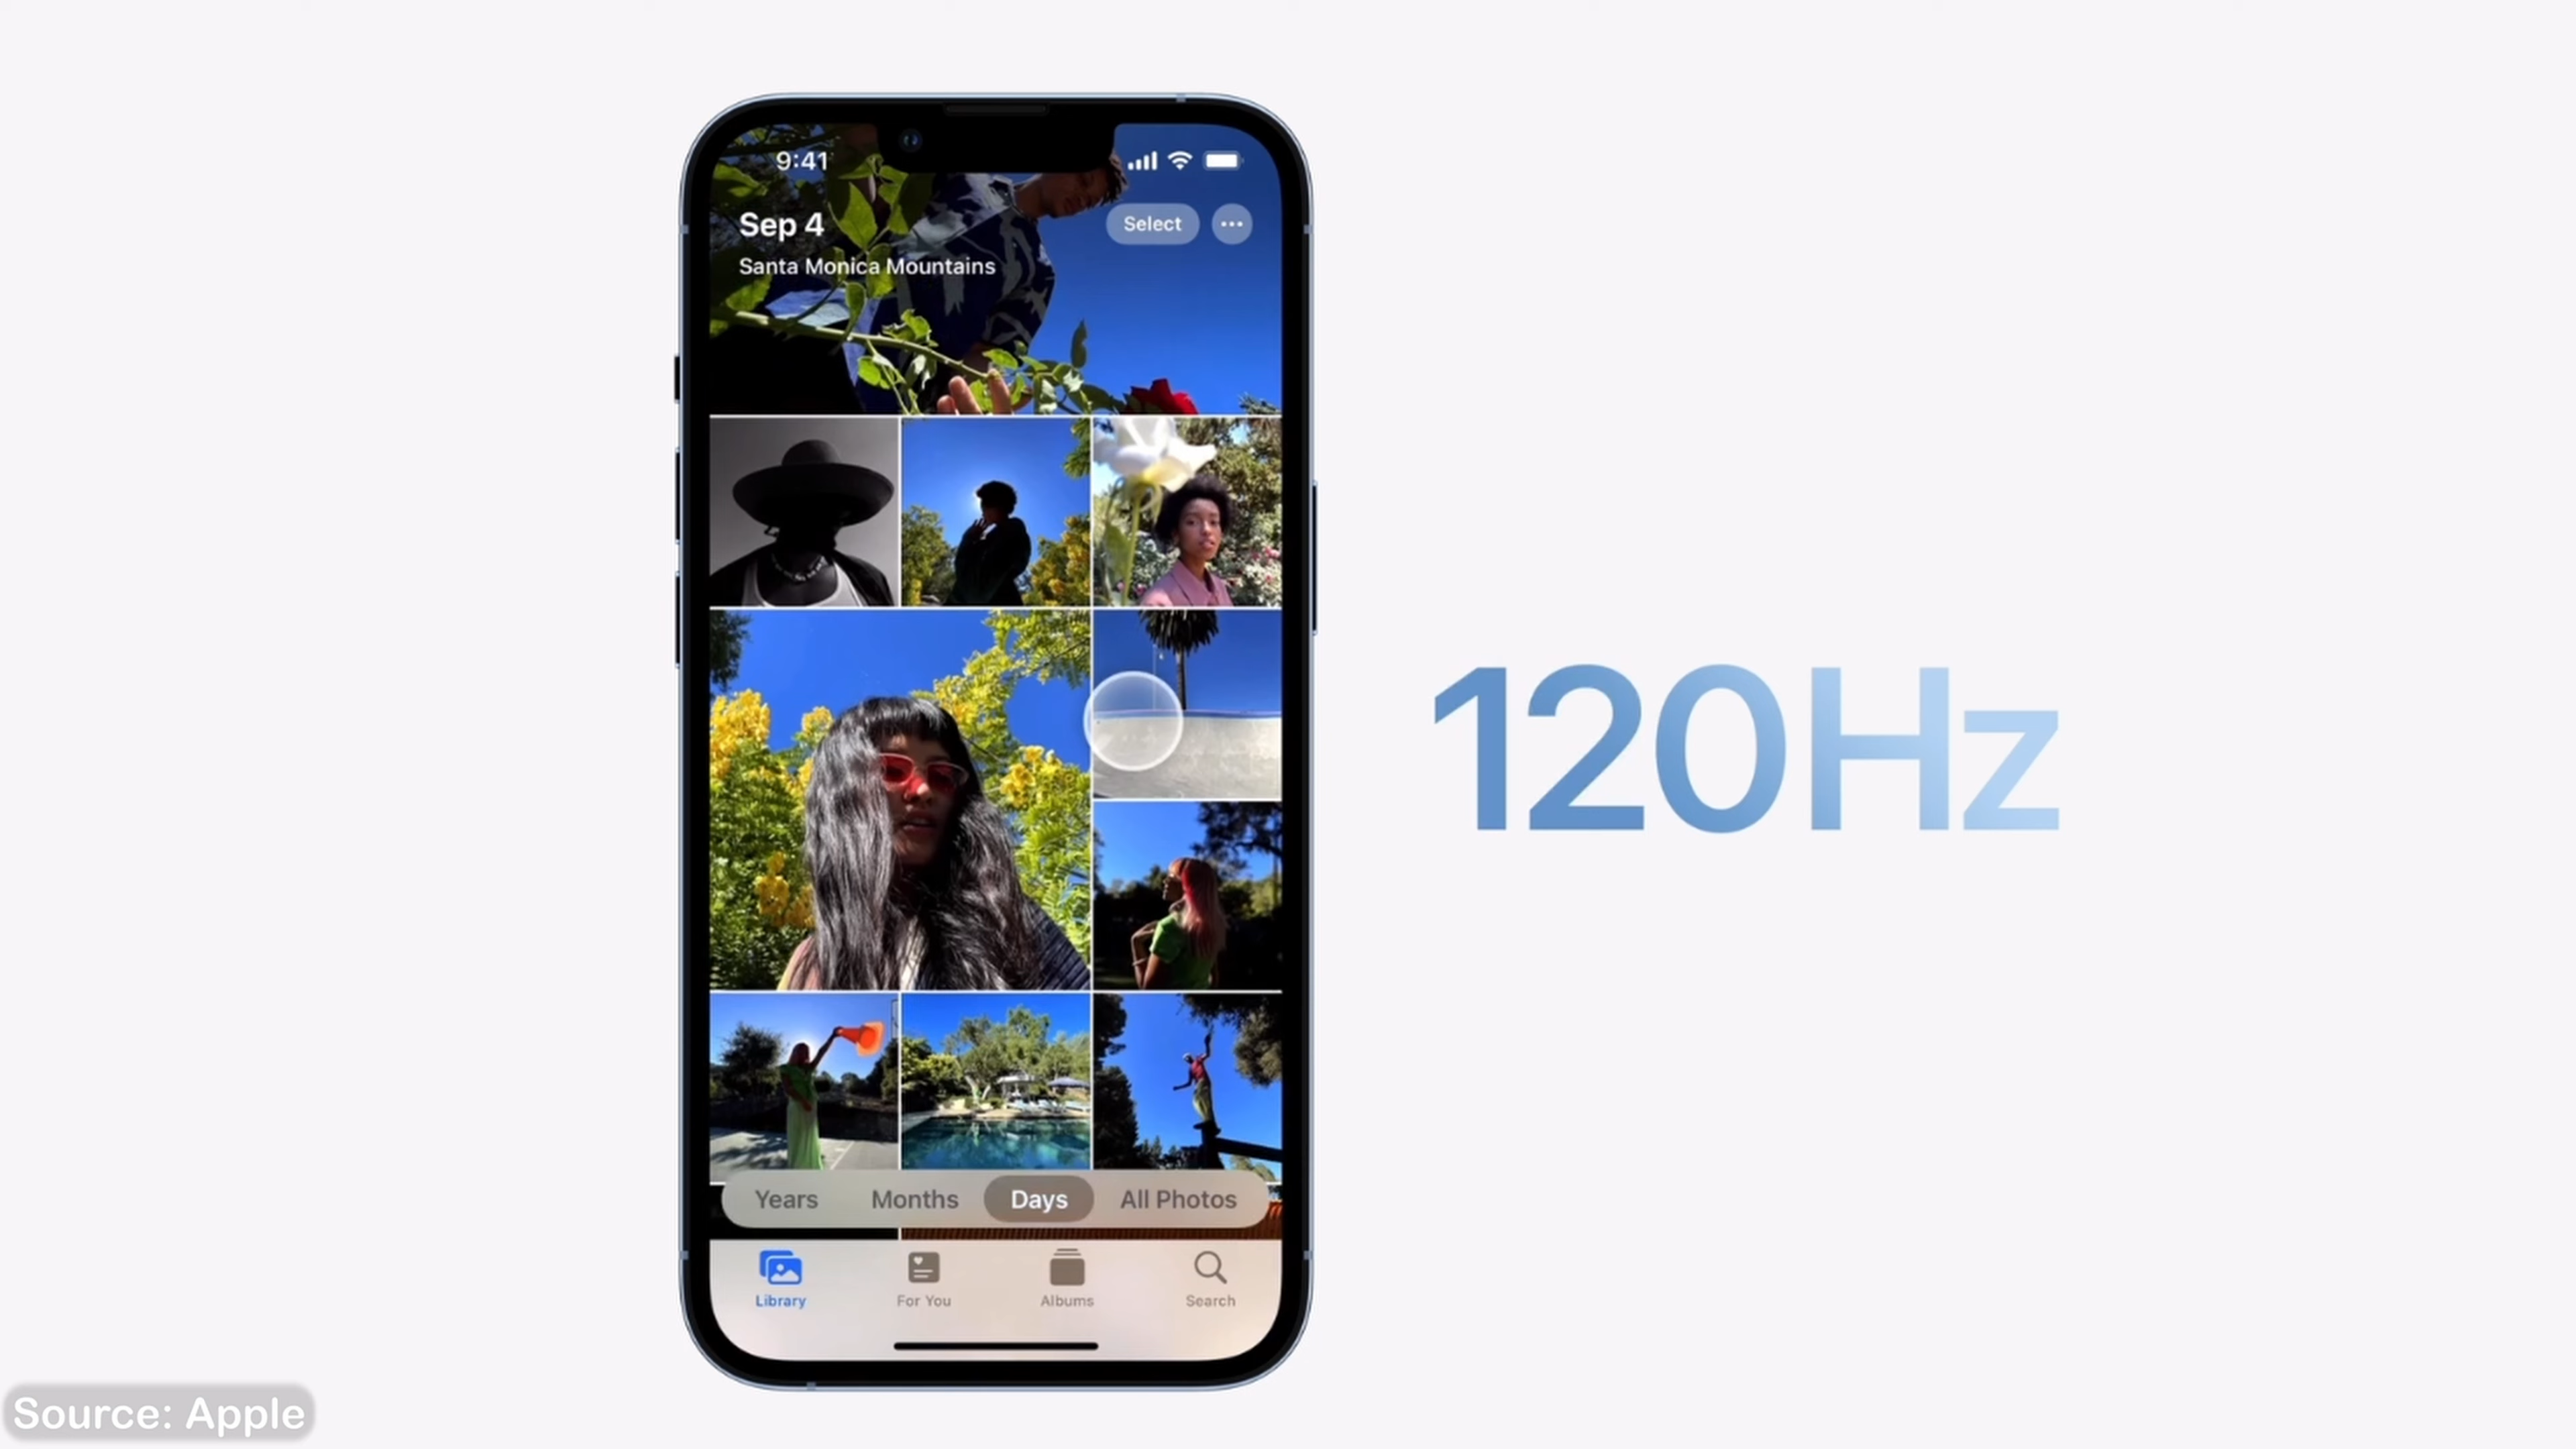 9:41
Sep 4
Select
Santa Monica Mountains
120Hz
Years Months Days All Photos
Library For You Albums Search
Source: Apple